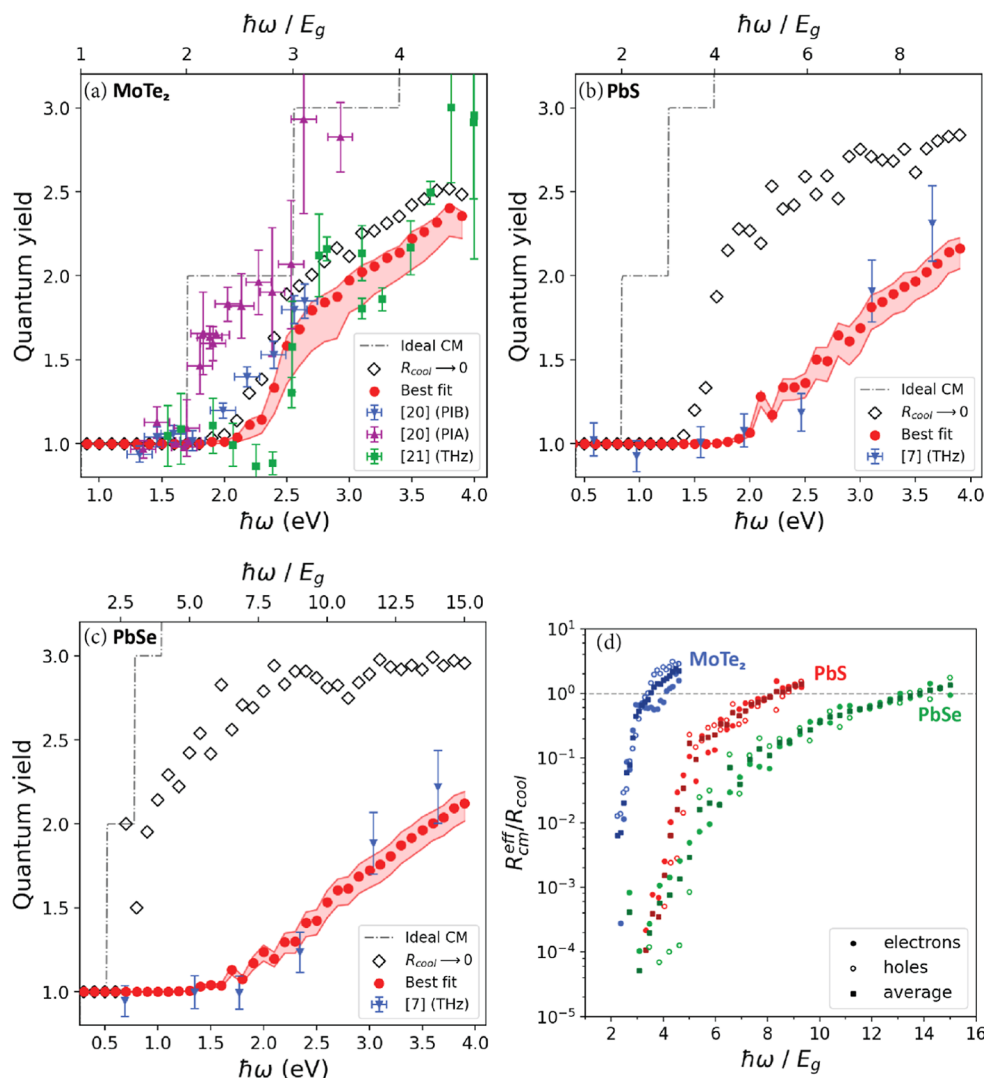 ħω / E_g
1 2 3 4
(a) MoTe₂
Quantum yield
3.0
2.5
2.0
1.5
1.0
Ideal CM
R_cool → 0
Best fit
[20] (PIB)
[20] (PIA)
[21] (THz)
1.0 1.5 2.0 2.5 3.0 3.5 4.0
ħω (eV)
ħω / E_g
2 4 6 8
(b) PbS
Quantum yield
3.0
2.5
2.0
1.5
1.0
Ideal CM
R_cool → 0
Best fit
[7] (THz)
0.5 1.0 1.5 2.0 2.5 3.0 3.5 4.0
ħω (eV)
ħω / E_g
2.5 5.0 7.5 10.0 12.5 15.0
(c) PbSe
Quantum yield
3.0
2.5
2.0
1.5
1.0
Ideal CM
R_cool → 0
Best fit
[7] (THz)
0.5 1.0 1.5 2.0 2.5 3.0 3.5 4.0
ħω (eV)
(d)
MoTe₂
PbS
PbSe
R_cm^eff/R_cool
10²
10¹
10⁰
10⁻¹
10⁻²
10⁻³
10⁻⁴
10⁻⁵
electrons
holes
average
0 2 4 6 8 10 12 14 16
ħω / E_g